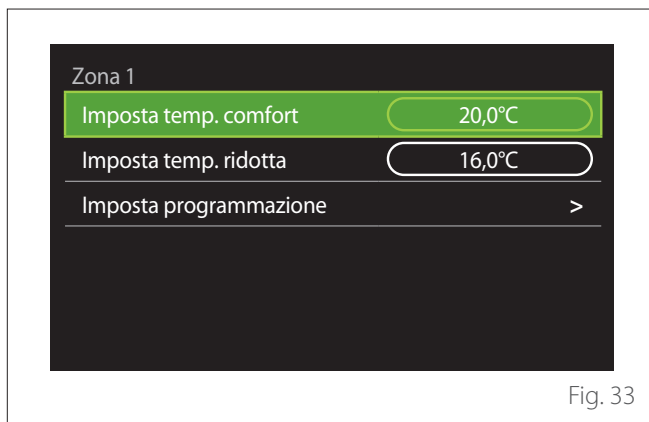 Zona 1
Imposta temp. comfort 20,0°C
Imposta temp. ridotta 16,0°C
Imposta programmazione >
Fig. 33